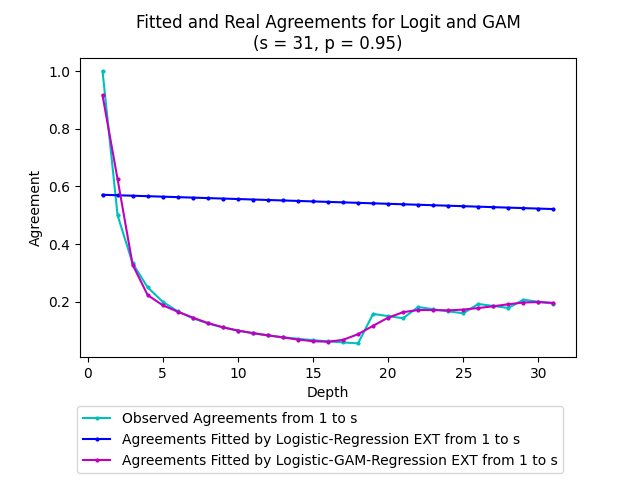 Fitted and Real Agreements for Logit and GAM
(s = 31, p = 0.95)
1.0
0.8
0.6
0.4
0.2
Agreement
0 5 10 15 20 25 30
Depth
Observed Agreements from 1 to s
Agreements Fitted by Logistic-Regression EXT from 1 to s
Agreements Fitted by Logistic-GAM-Regression EXT from 1 to s